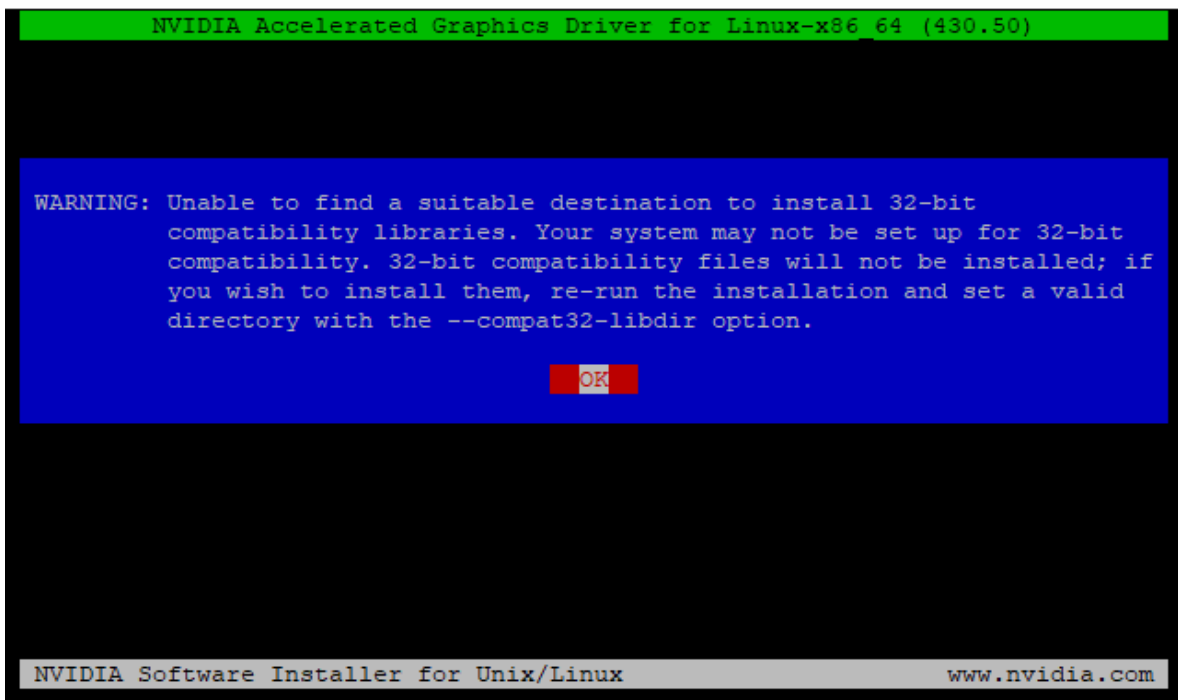 NVIDIA Accelerated Graphics Driver for Linux-x86_64 (430.50)
WARNING: Unable to find a suitable destination to install 32-bit
compatibility libraries. Your system may not be set up for 32-bit
compatibility. 32-bit compatibility files will not be installed; if
you wish to install them, re-run the installation and set a valid
directory with the --compat32-libdir option.
OK
NVIDIA Software Installer for Unix/Linux www.nvidia.com